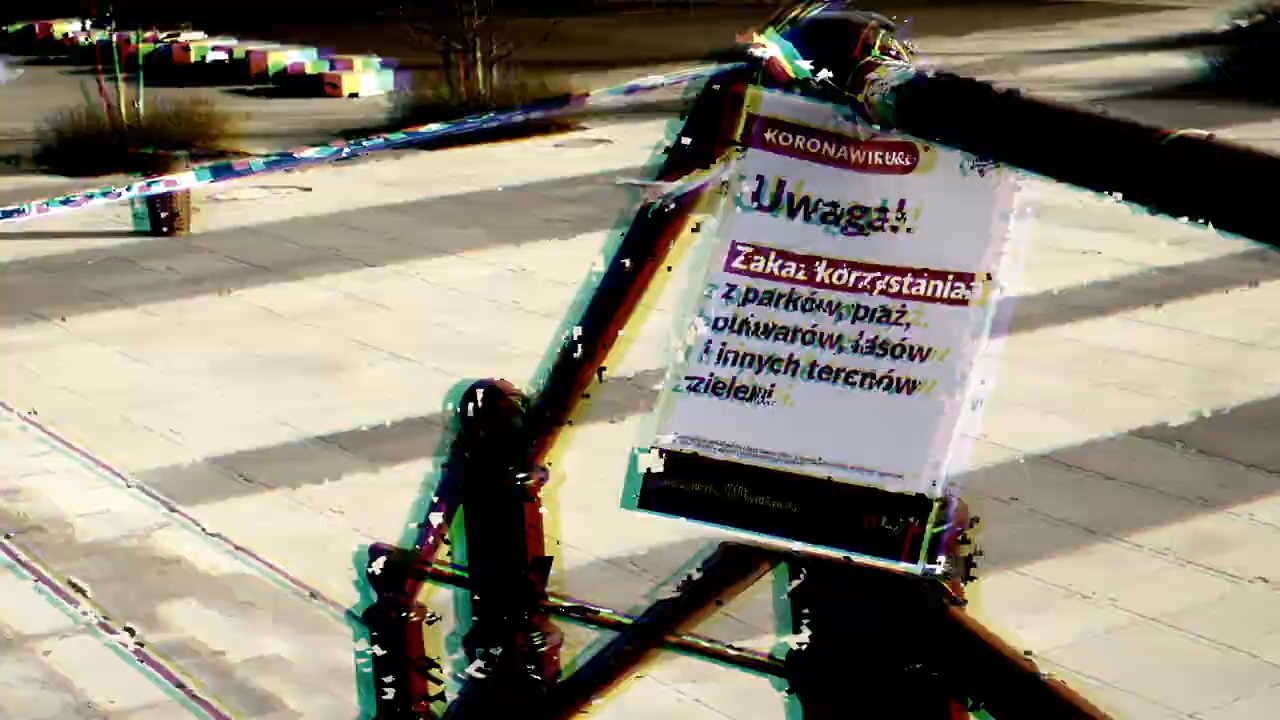 KORONAWIRUS
Uwaga!
Zakaz korzystania
z parków, plaż,
bulwarów, lasów
i innych terenów
zieleni.